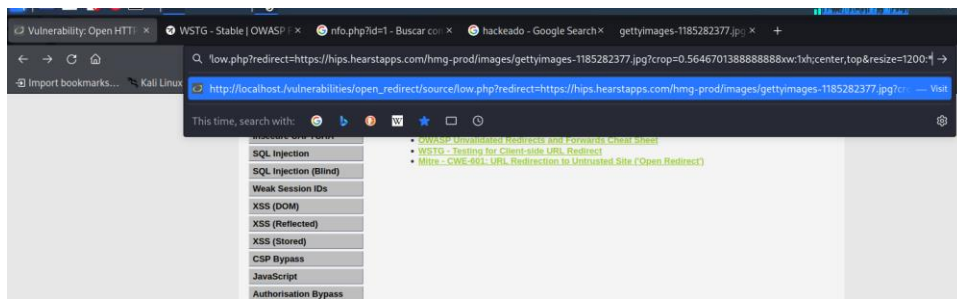 Vulnerability: Open HTT × WSTG - Stable | OWASP F × nfo.php?id=1 - Buscar con × hackeado - Google Search × gettyimages-1185282377.jpg × +
low.php?redirect=https://hips.hearstapps.com/hmg-prod/images/gettyimages-1185282377.jpg?crop=0.5646701388888888xw:1xh;center,top&resize=1200:*
Import bookmarks... Kali Linux
http://localhost./vulnerabilities/open_redirect/source/low.php?redirect=https://hips.hearstapps.com/hmg-prod/images/gettyimages-1185282377.jpg?cr — Visit
This time, search with:
Insecure CAPTCHA
OWASP Unvalidated Redirects and Forwards Cheat Sheet
SQL Injection
WSTG - Testing for Client-side URL Redirect
Mitre - CWE-601: URL Redirection to Untrusted Site ('Open Redirect')
SQL Injection (Blind)
Weak Session IDs
XSS (DOM)
XSS (Reflected)
XSS (Stored)
CSP Bypass
JavaScript
Authorisation Bypass